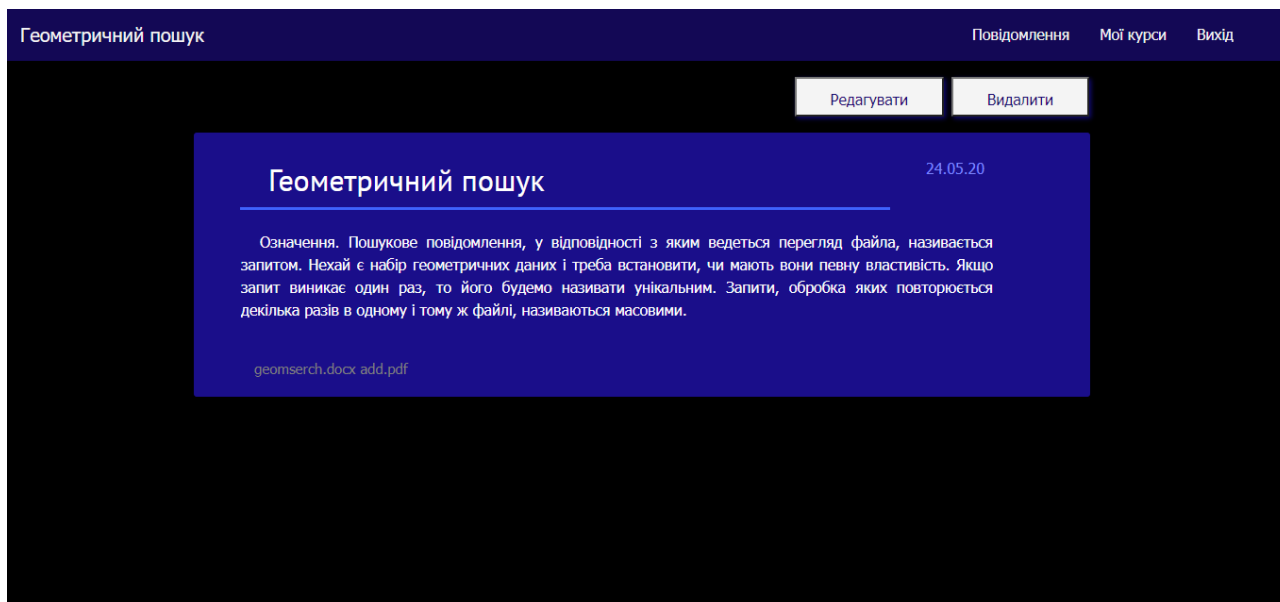 Геометричний пошук
Повідомлення Мої курси Вихід
Редагувати Видалити
Геометричний пошук
24.05.20
Означення. Пошукове повідомлення, у відповідності з яким ведеться перегляд файла, називається
запитом. Нехай є набір геометричних даних і треба встановити, чи мають вони певну властивість. Якщо
запит виникає один раз, то його будемо називати унікальним. Запити, обробка яких повторюється
декілька разів в одному і тому ж файлі, називаються масовими.
geomserch.docx add.pdf